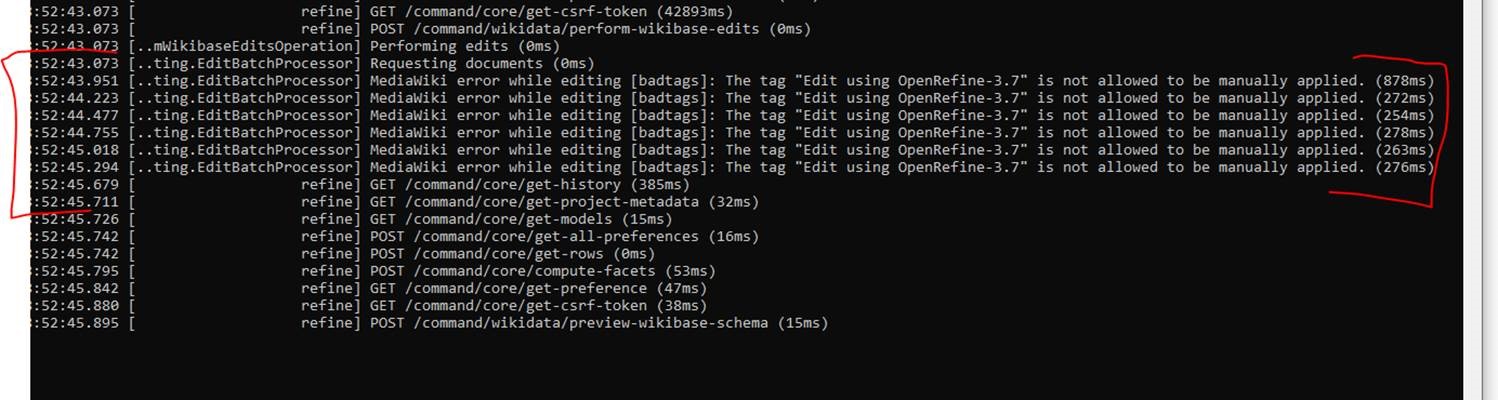 :52:43.073 [                   refine] GET /command/core/get-csrf-token (42893ms)
:52:43.073 [                   refine] POST /command/wikidata/perform-wikibase-edits (0ms)
:52:43.073 [..mWikibaseEditsOperation] Performing edits (0ms)
:52:43.073 [..ting.EditBatchProcessor] Requesting documents (0ms)
:52:43.951 [..ting.EditBatchProcessor] MediaWiki error while editing [badtags]: The tag "Edit using OpenRefine-3.7" is not allowed to be manually applied. (878ms)
:52:44.223 [..ting.EditBatchProcessor] MediaWiki error while editing [badtags]: The tag "Edit using OpenRefine-3.7" is not allowed to be manually applied. (272ms)
:52:44.477 [..ting.EditBatchProcessor] MediaWiki error while editing [badtags]: The tag "Edit using OpenRefine-3.7" is not allowed to be manually applied. (254ms)
:52:44.755 [..ting.EditBatchProcessor] MediaWiki error while editing [badtags]: The tag "Edit using OpenRefine-3.7" is not allowed to be manually applied. (278ms)
:52:45.018 [..ting.EditBatchProcessor] MediaWiki error while editing [badtags]: The tag "Edit using OpenRefine-3.7" is not allowed to be manually applied. (263ms)
:52:45.294 [..ting.EditBatchProcessor] MediaWiki error while editing [badtags]: The tag "Edit using OpenRefine-3.7" is not allowed to be manually applied. (276ms)
:52:45.679 [                   refine] GET /command/core/get-history (385ms)
:52:45.711 [                   refine] GET /command/core/get-project-metadata (32ms)
:52:45.726 [                   refine] GET /command/core/get-models (15ms)
:52:45.742 [                   refine] POST /command/core/get-all-preferences (16ms)
:52:45.742 [                   refine] POST /command/core/get-rows (0ms)
:52:45.795 [                   refine] POST /command/core/compute-facets (53ms)
:52:45.842 [                   refine] GET /command/core/get-preference (47ms)
:52:45.880 [                   refine] GET /command/core/get-csrf-token (38ms)
:52:45.895 [                   refine] POST /command/wikidata/preview-wikibase-schema (15ms)